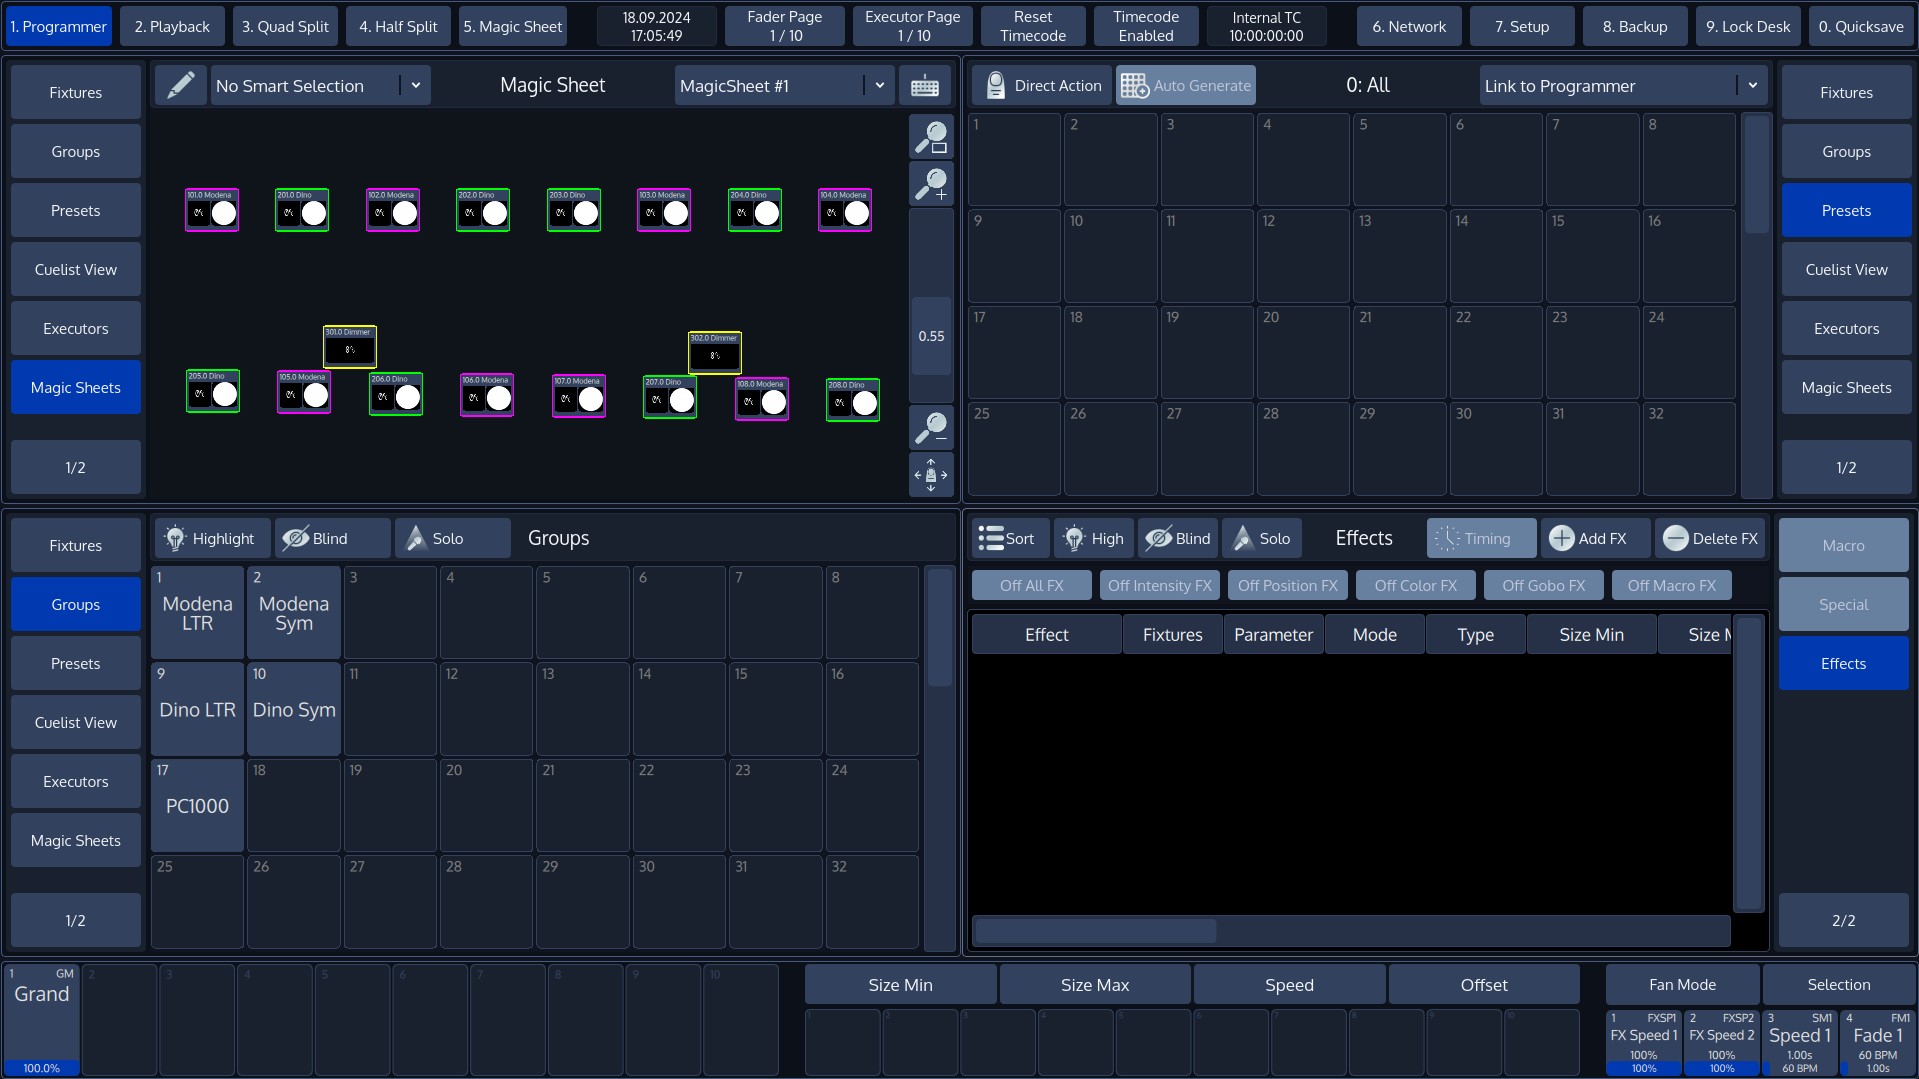 1. Programmer
2. Playback
3. Quad Split
4. Half Split
5. Magic Sheet
18.09.2024
17:05:49
Fader Page
1 / 10
Executor Page
1 / 10
Reset
Timecode
Timecode
Enabled
Internal TC
10:00:00:00
6. Network
7. Setup
8. Backup
9. Lock Desk
0. Quicksave
Fixtures
Groups
Presets
Cuelist View
Executors
Magic Sheets
1/2
No Smart Selection
Magic Sheet
MagicSheet #1
101.0 Modena
201.0 Dino
102.0 Modena
202.0 Dino
203.0 Dino
103.0 Modena
204.0 Dino
104.0 Modena
301.0 Dimmer
302.0 Dimmer
205.0 Dino
105.0 Modena
206.0 Dino
106.0 Modena
107.0 Modena
207.0 Dino
108.0 Modena
208.0 Dino
0.55
Direct Action
Auto Generate
0: All
Link to Programmer
1
2
3
4
5
6
7
8
9
10
11
12
13
14
15
16
17
18
19
20
21
22
23
24
25
26
27
28
29
30
31
32
Fixtures
Groups
Presets
Cuelist View
Executors
Magic Sheets
1/2
Fixtures
Groups
Presets
Cuelist View
Executors
Magic Sheets
1/2
Highlight
Blind
Solo
Groups
1
Modena
LTR
2
Modena
Sym
3
4
5
6
7
8
9
Dino LTR
10
Dino Sym
11
12
13
14
15
16
17
PC1000
18
19
20
21
22
23
24
25
26
27
28
29
30
31
32
Sort
High
Blind
Solo
Effects
Timing
Add FX
Delete FX
Off All FX
Off Intensity FX
Off Position FX
Off Color FX
Off Gobo FX
Off Macro FX
Effect
Fixtures
Parameter
Mode
Type
Size Min
Size
Macro
Special
Effects
2/2
1 GM
Grand
100.0%
2
3
4
5
6
7
8
9
10
Size Min
Size Max
Speed
Offset
1
2
3
4
5
6
7
8
9
10
Fan Mode
Selection
1 FXSP1
FX Speed 1
100%
100%
2 FXSP2
FX Speed 2
100%
100%
3 SM1
Speed 1
1.00s
60 BPM
4 FM1
Fade 1
60 BPM
1.00s